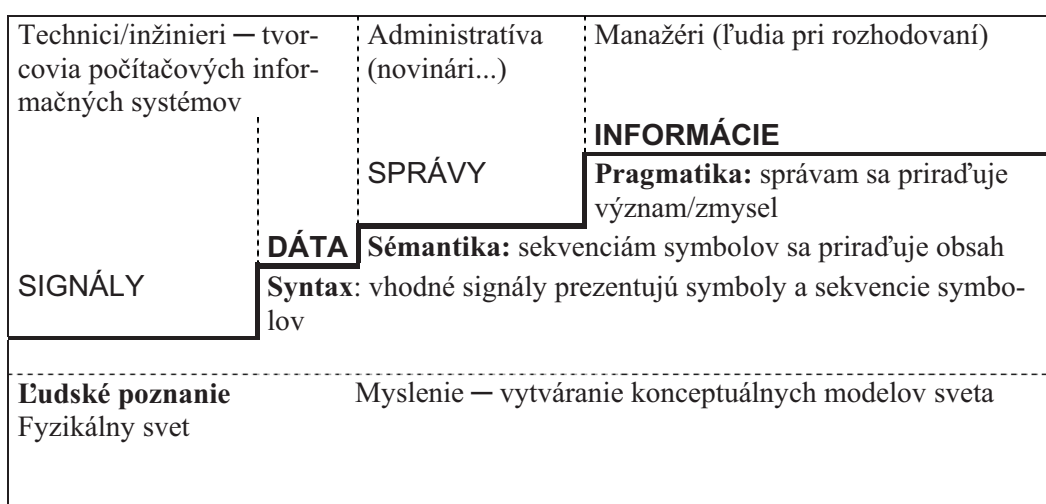 Technici/inžinieri ─ tvor-
covia počítačových infor-
mačných systémov
Administratíva
(novinári...)
Manažéri (ľudia pri rozhodovaní)
INFORMÁCIE
SPRÁVY
Pragmatika: správam sa priraďuje
význam/zmysel
DÁTA
Sémantika: sekvenciám symbolov sa priraďuje obsah
SIGNÁLY
Syntax: vhodné signály prezentujú symboly a sekvencie symbo-
lov
Ľudské poznanie
Myslenie ─ vytváranie konceptuálnych modelov sveta
Fyzikálny svet